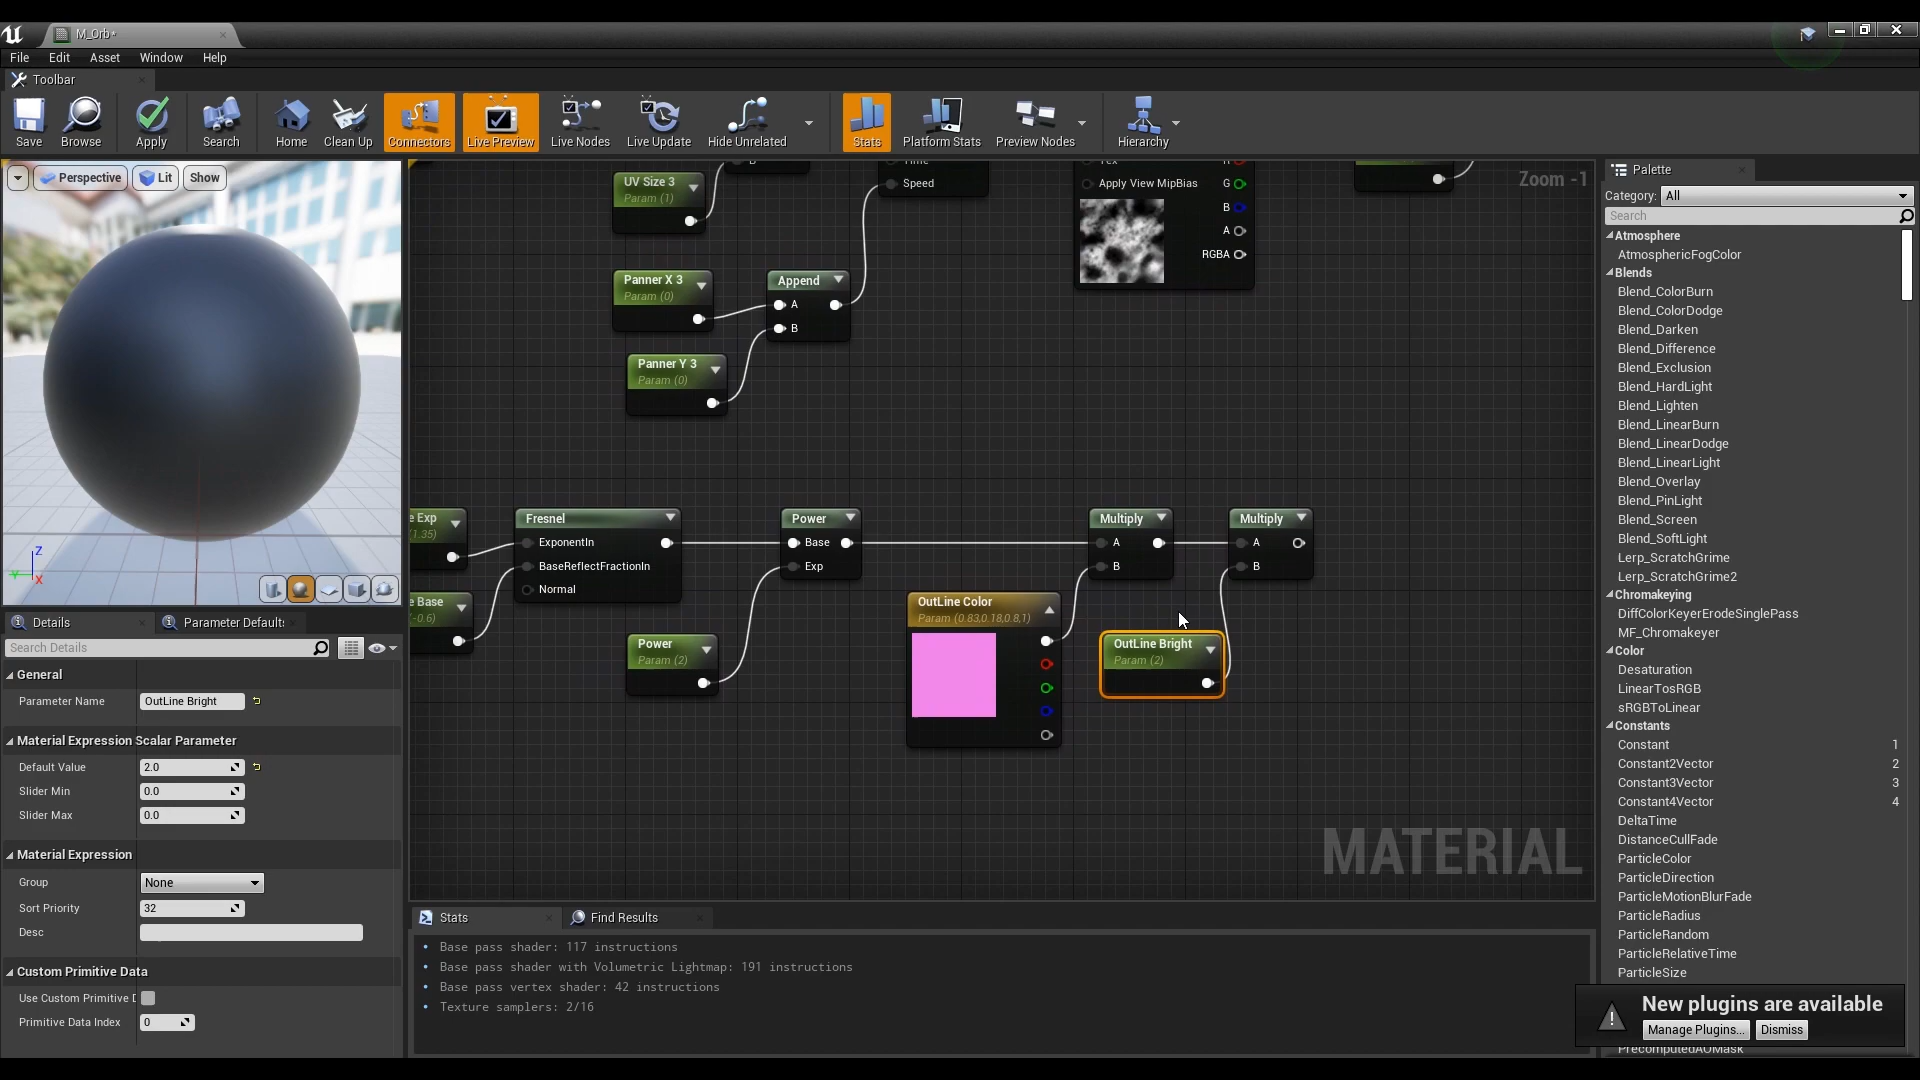 M_Orb*
File Edit Asset Window Help
Toolbar
Save Browse Apply Search Home Clean Up Connectors Live Preview Live Nodes Live Update Hide Unrelated Stats Platform Stats Preview Nodes Hierarchy
Perspective Lit Show
Z
Y
X
Details Parameter Defaults
Search Details
General
Parameter Name OutLine Bright
Material Expression Scalar Parameter
Default Value 2.0
Slider Min 0.0
Slider Max 0.0
Material Expression
Group None
Sort Priority 32
Desc
Custom Primitive Data
Use Custom Primitive D
Primitive Data Index 0
Zoom -1
UV Size 3
Param (1)
Speed
Apply View MipBias G
B
A
RGBA
Panner X 3
Param (0)
Append
A
B
Panner Y 3
Param (0)
e Exp
(1.35)
e Base
(-0.6)
Fresnel
ExponentIn
BaseReflectFractionIn
Normal
Power
Base
Exp
Power
Param (2)
Multiply
A
B
Multiply
A
B
OutLine Color
Param (0.83,0.18,0.8,1)
OutLine Bright
Param (2)
MATERIAL
Stats Find Results
Base pass shader: 117 instructions
Base pass shader with Volumetric Lightmap: 191 instructions
Base pass vertex shader: 42 instructions
Texture samplers: 2/16
Palette
Category: All
Search
Atmosphere
AtmosphericFogColor
Blends
Blend_ColorBurn
Blend_ColorDodge
Blend_Darken
Blend_Difference
Blend_Exclusion
Blend_HardLight
Blend_Lighten
Blend_LinearBurn
Blend_LinearDodge
Blend_LinearLight
Blend_Overlay
Blend_PinLight
Blend_Screen
Blend_SoftLight
Lerp_ScratchGrime
Lerp_ScratchGrime2
Chromakeying
DiffColorKeyerErodeSinglePass
MF_Chromakeyer
Color
Desaturation
LinearTosRGB
sRGBToLinear
Constants
Constant 1
Constant2Vector 2
Constant3Vector 3
Constant4Vector 4
DeltaTime
DistanceCullFade
ParticleColor
ParticleDirection
ParticleMotionBlurFade
ParticleRadius
ParticleRandom
ParticleRelativeTime
ParticleSize
New plugins are available
Manage Plugins... Dismiss
PrecomputedAOMask